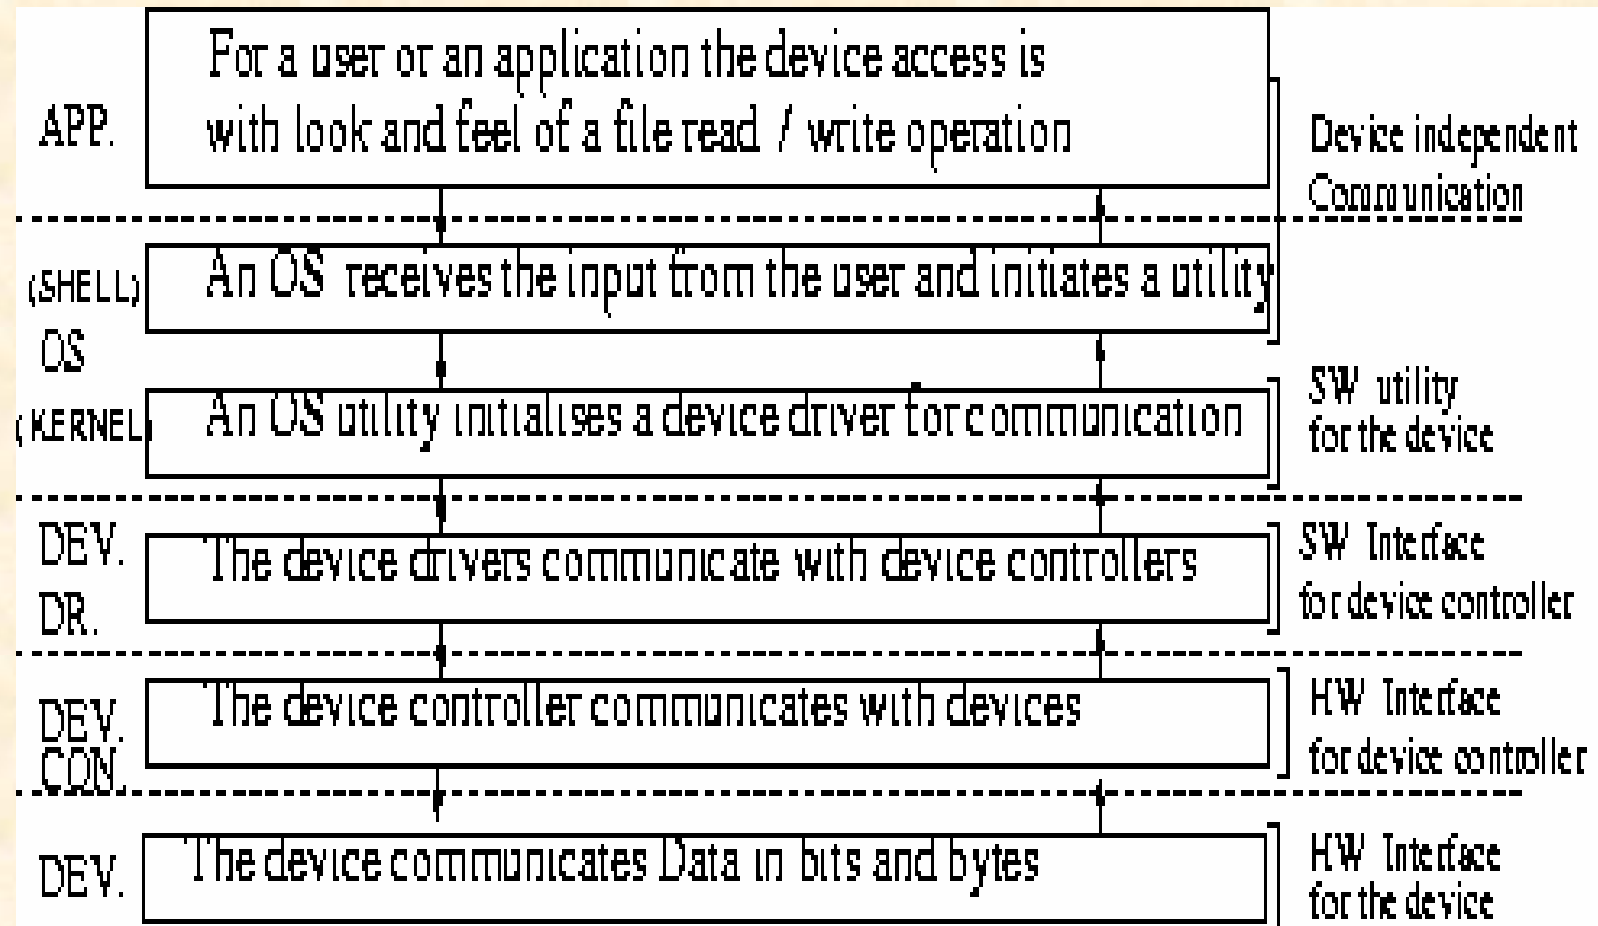 For a user or an application the device access is
with look and feel of a file read / write operation
APP.
Device independent
Communication
An OS receives the input from the user and initiates a utility
(SHELL)
OS
An OS utility initialises a device driver for communication
(KERNEL)
SW utility
for the device
The device drivers communicate with device controllers
DEV.
DR.
SW Interface
for device controller
The device controller communicates with devices
DEV.
CON.
HW Interface
for device controller
The device communicates Data in bits and bytes
DEV.
HW Interface
for the device